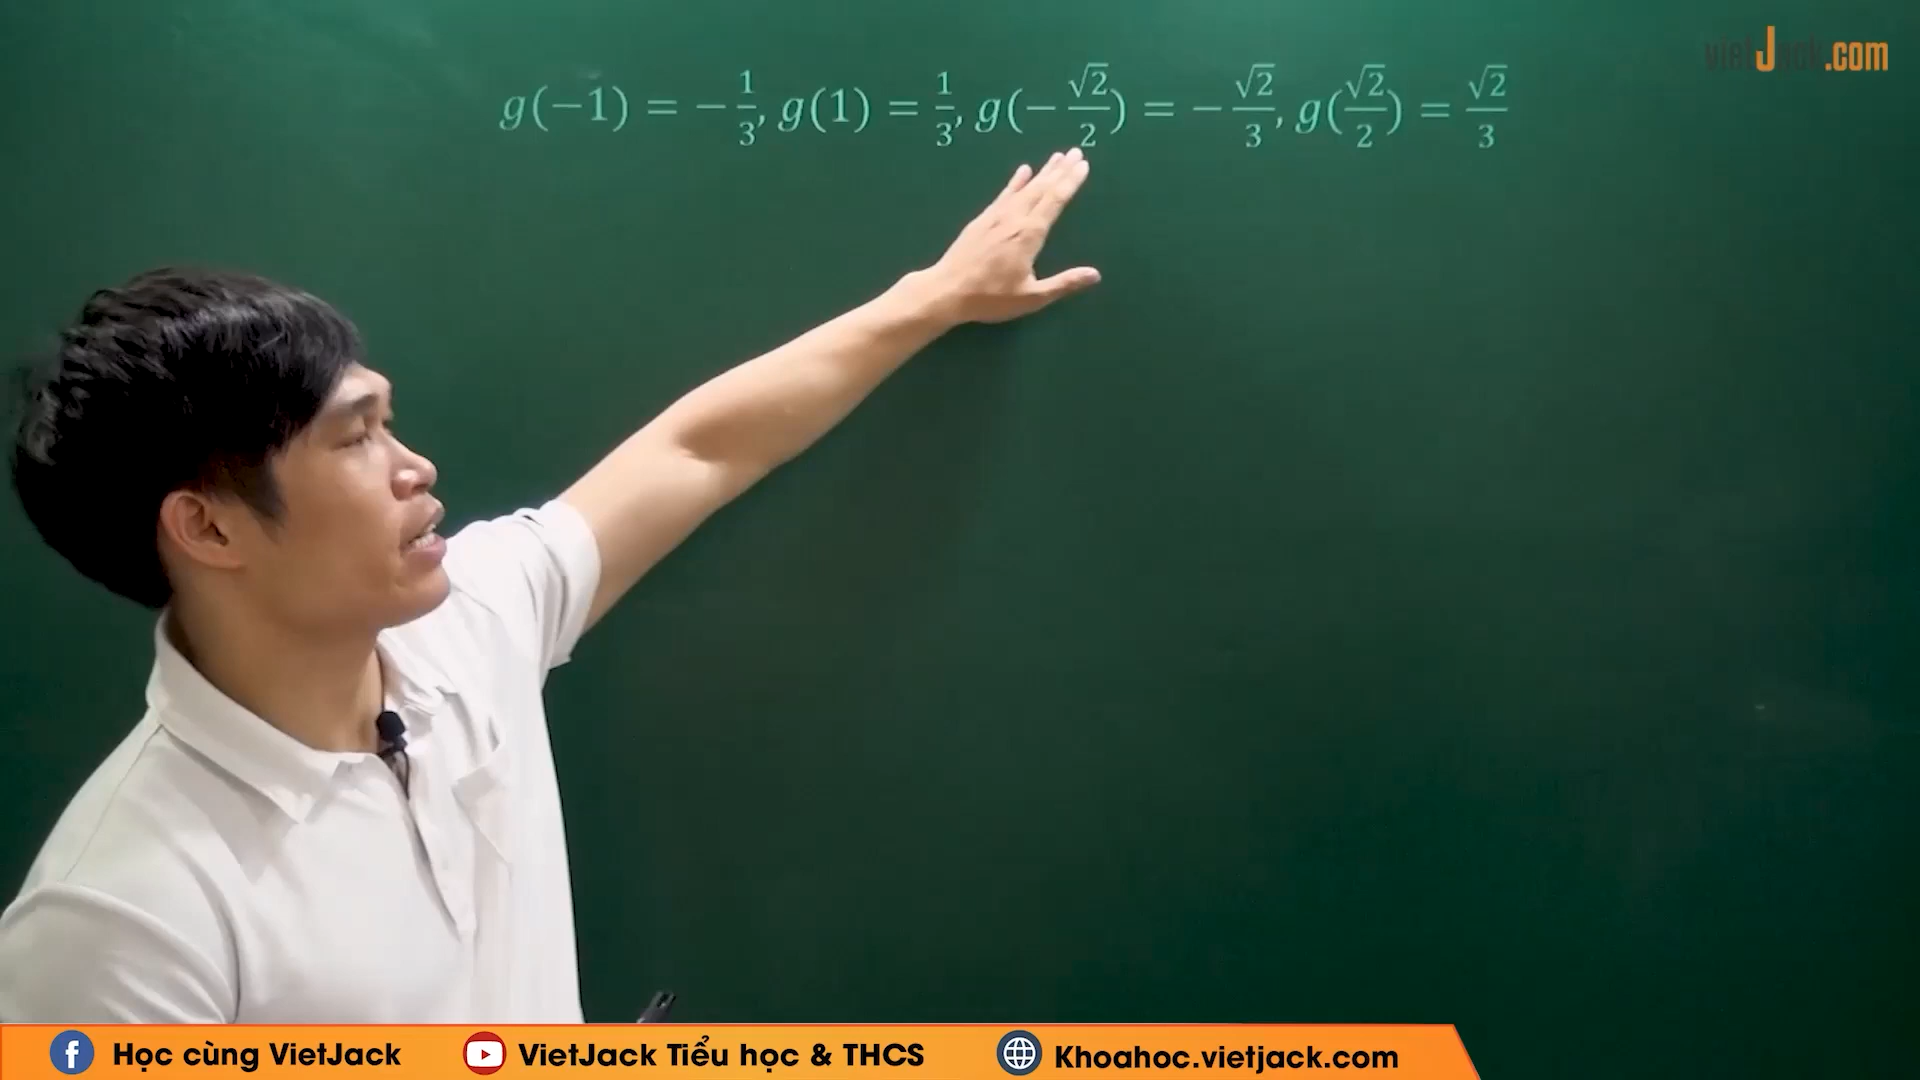 vietJack.com
g(−1) = −1/3, g(1) = 1/3, g(−√2/2) = −√2/3, g(√2/2) = √2/3
Học cùng VietJack
VietJack Tiểu học & THCS
Khoahoc.vietjack.com